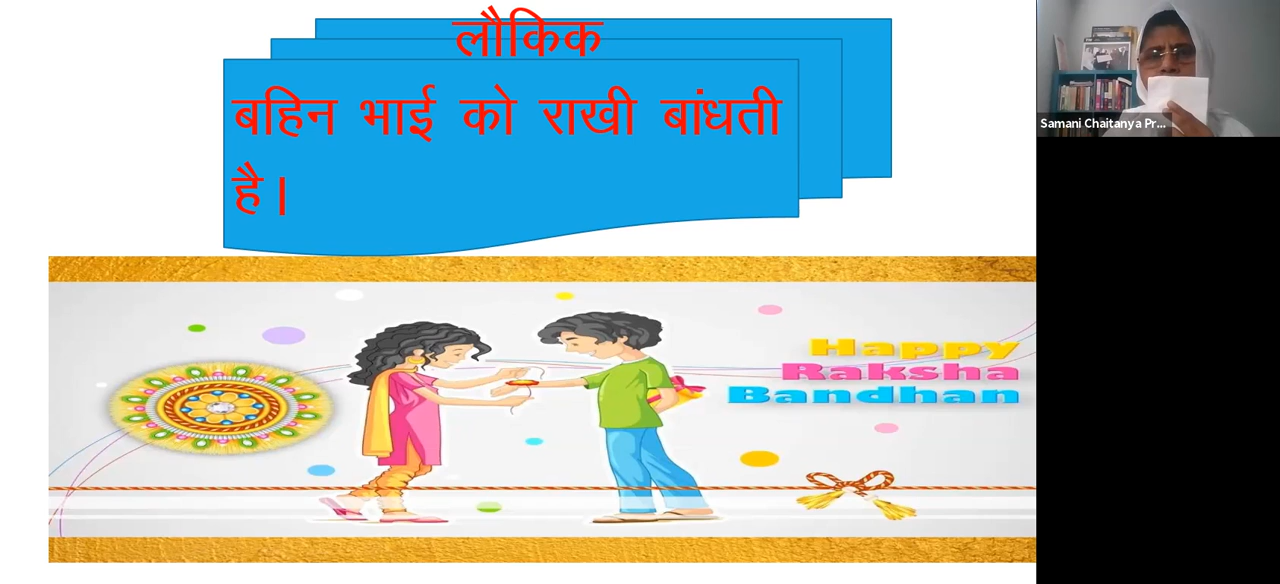 लौकिक
बहिन भाई को राखी बांधती
है।
Happy
Raksha
Bandhan
Samani Chaitanya Pr...